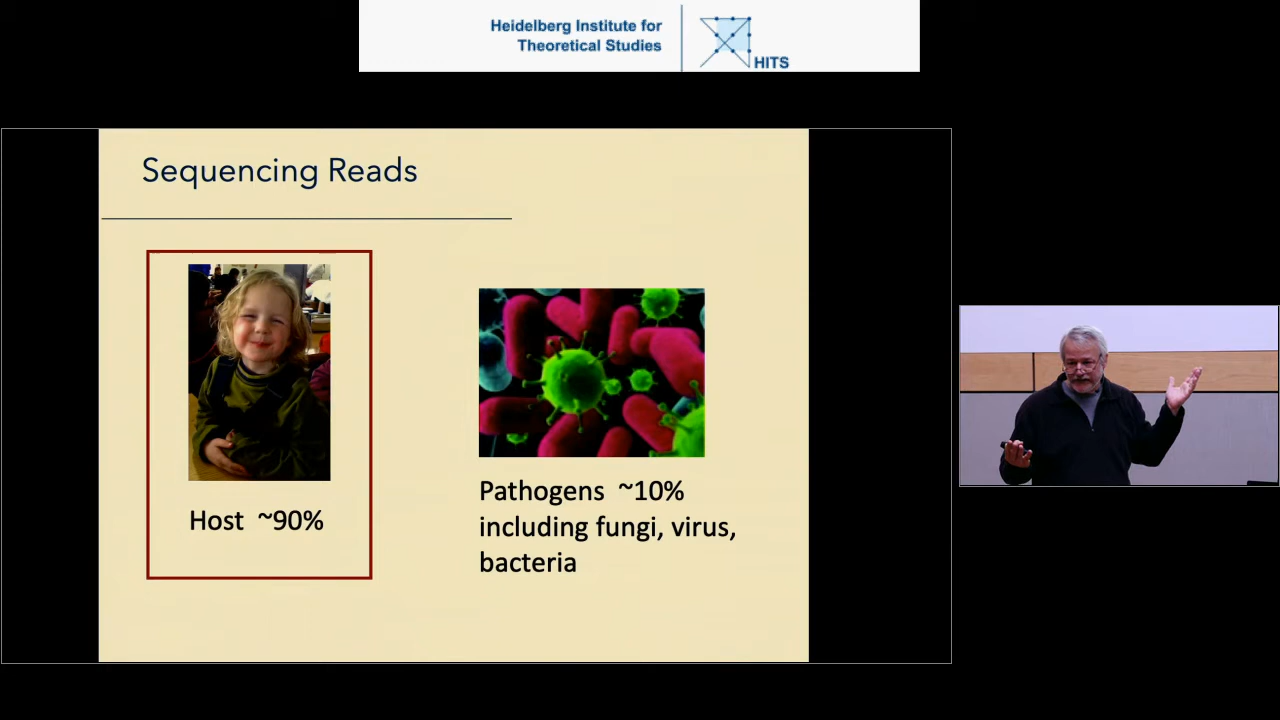 Heidelberg Institute for
Theoretical Studies
HITS
Sequencing Reads
Host ~90%
Pathogens ~10%
including fungi, virus,
bacteria